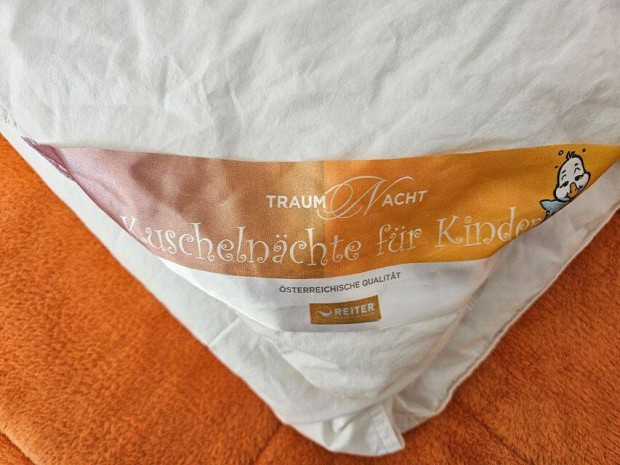 TRAUM NACHT
Kuschelnächte für Kinder
ÖSTERREICHISCHE QUALITÄT
REITER